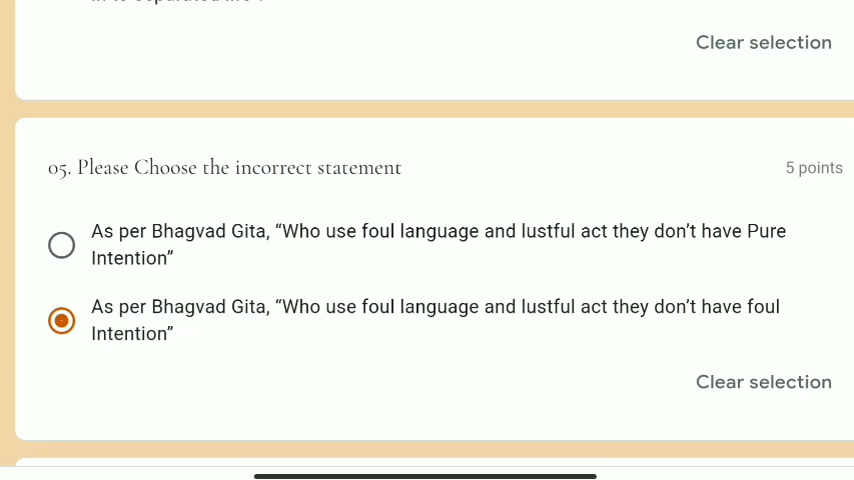 Clear selection
05. Please Choose the incorrect statement
5 points
As per Bhagvad Gita, “Who use foul language and lustful act they don’t have Pure
Intention”
As per Bhagvad Gita, “Who use foul language and lustful act they don’t have foul
Intention”
Clear selection